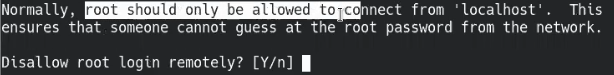 Normally, root should only be allowed to connect from 'localhost'.  This
ensures that someone cannot guess at the root password from the network.
Disallow root login remotely? [Y/n]